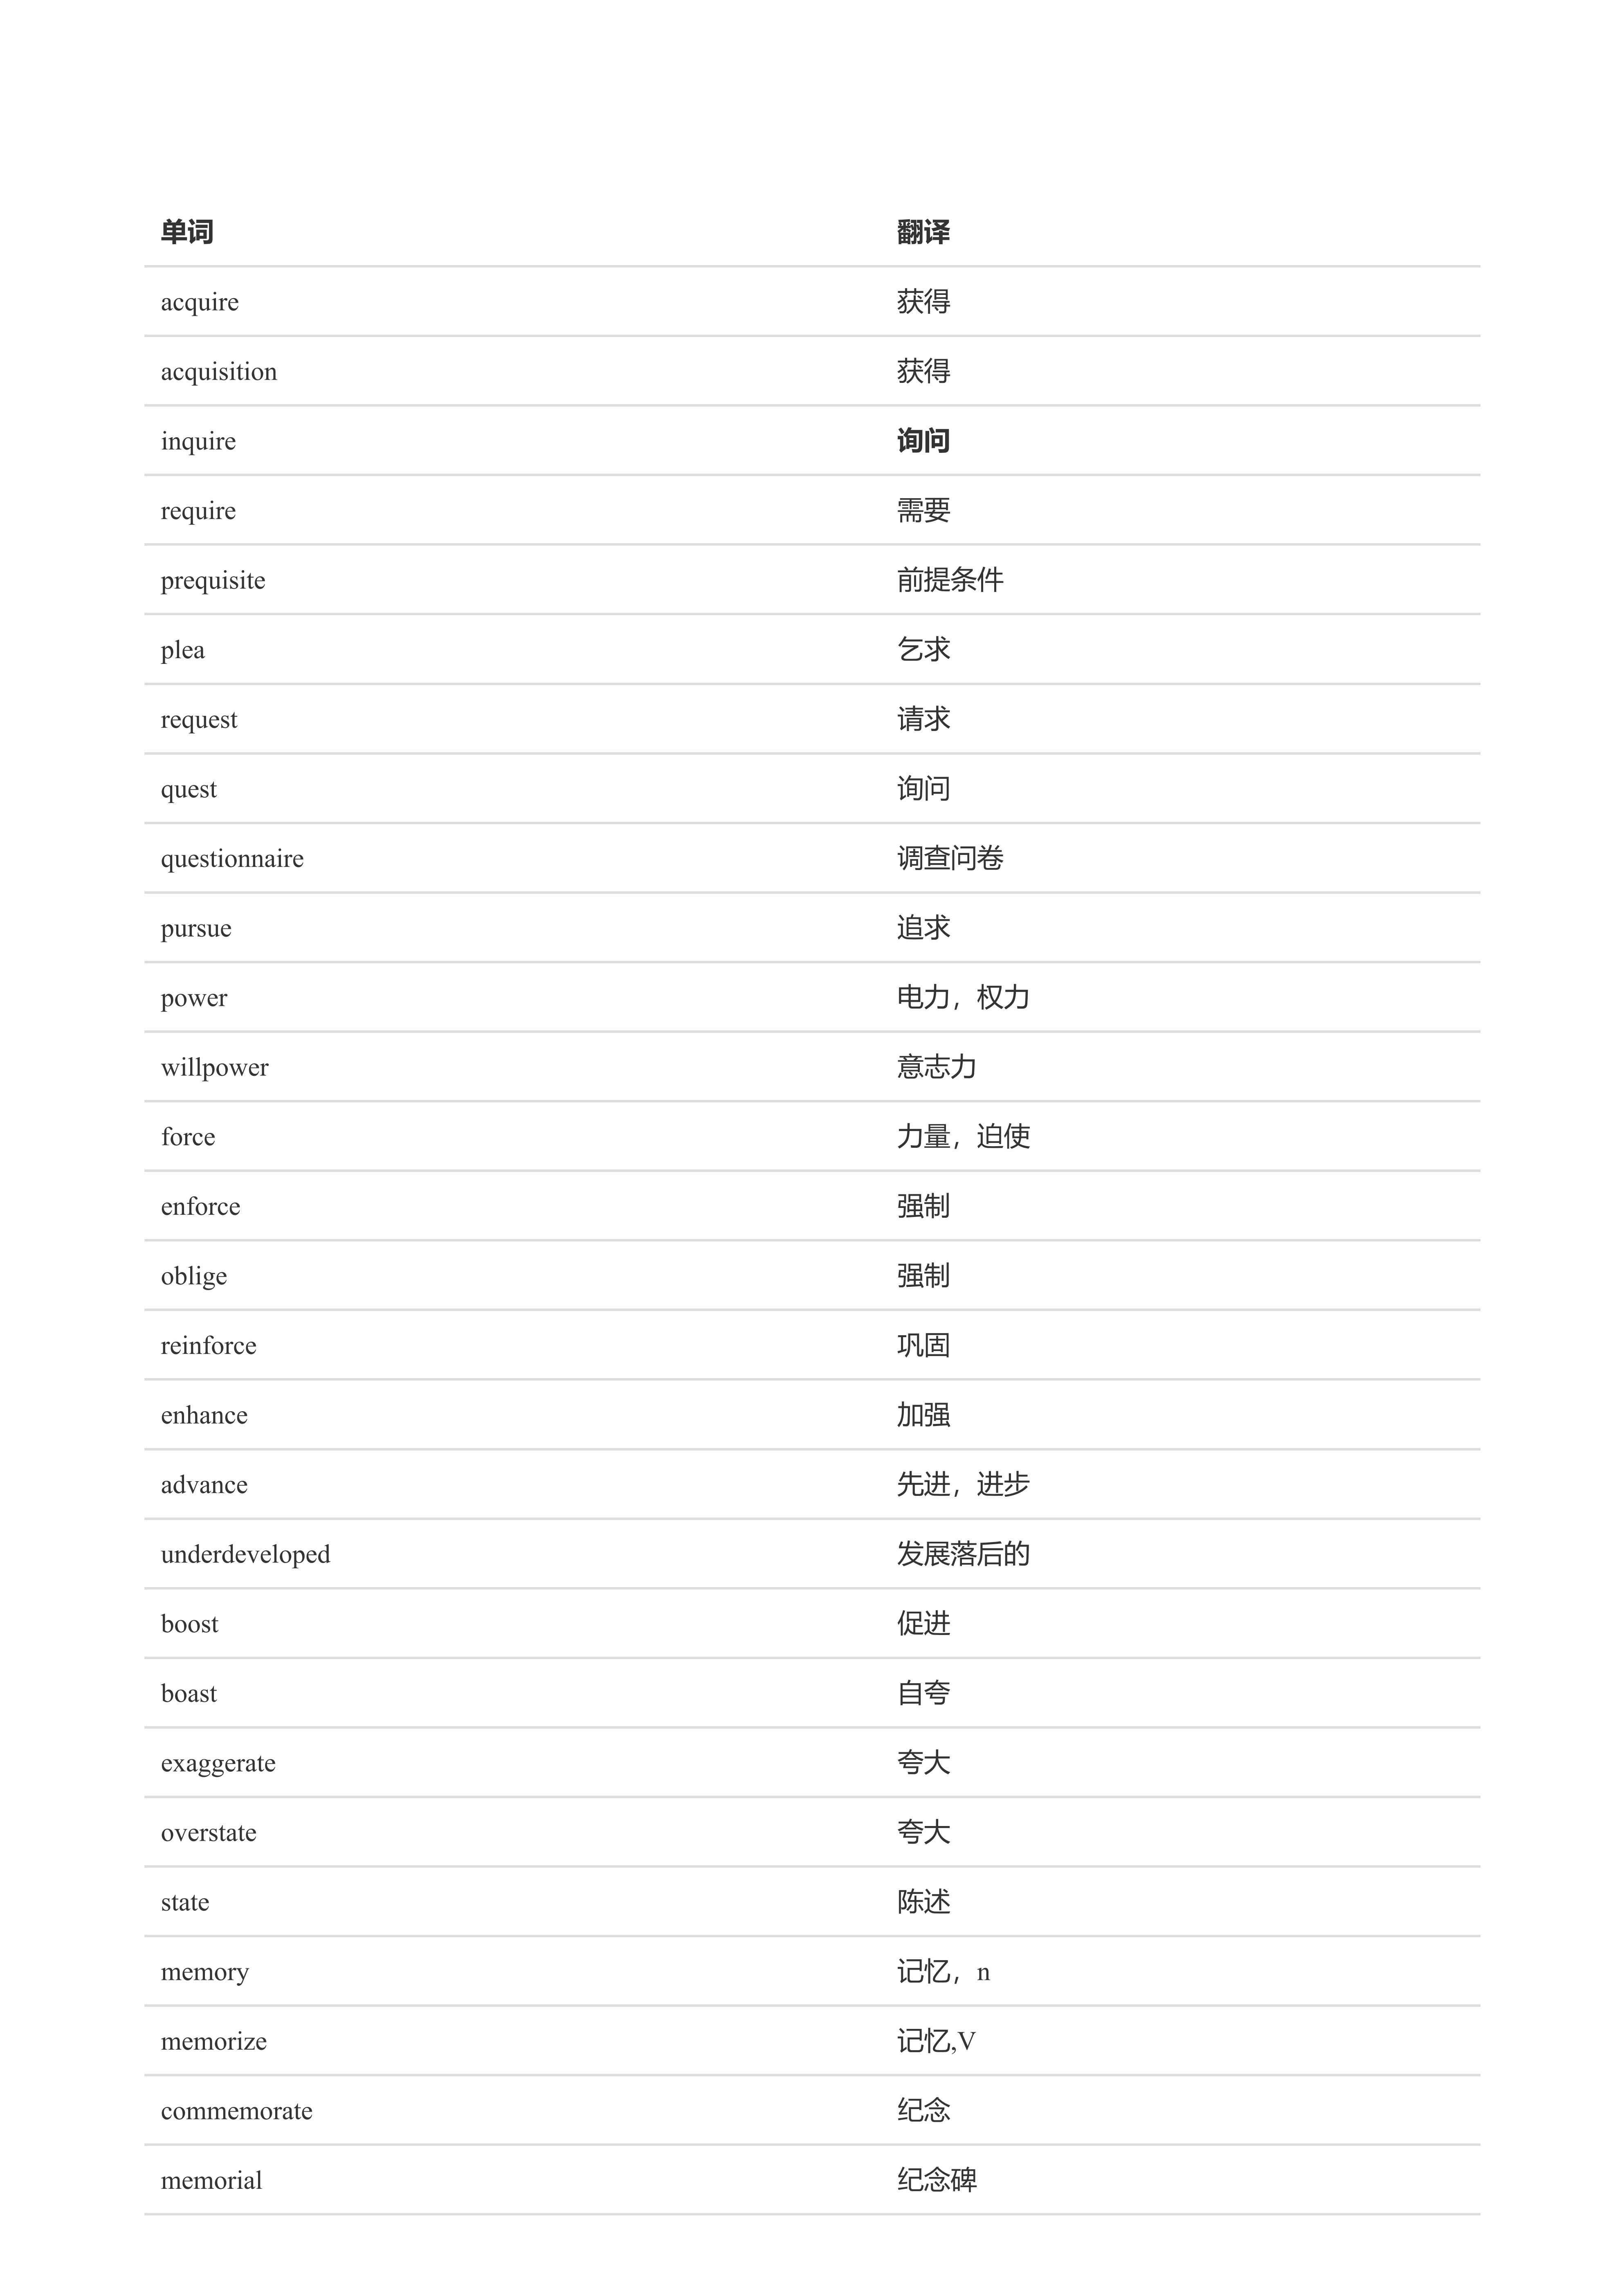 单词 翻译
acquire 获得
acquisition 获得
inquire 询问
require 需要
prequisite 前提条件
plea 乞求
request 请求
quest 询问
questionnaire 调查问卷
pursue 追求
power 电力，权力
willpower 意志力
force 力量，迫使
enforce 强制
oblige 强制
reinforce 巩固
enhance 加强
advance 先进，进步
underdeveloped 发展落后的
boost 促进
boast 自夸
exaggerate 夸大
overstate 夸大
state 陈述
memory 记忆，n
memorize 记忆,V
commemorate 纪念
memorial 纪念碑